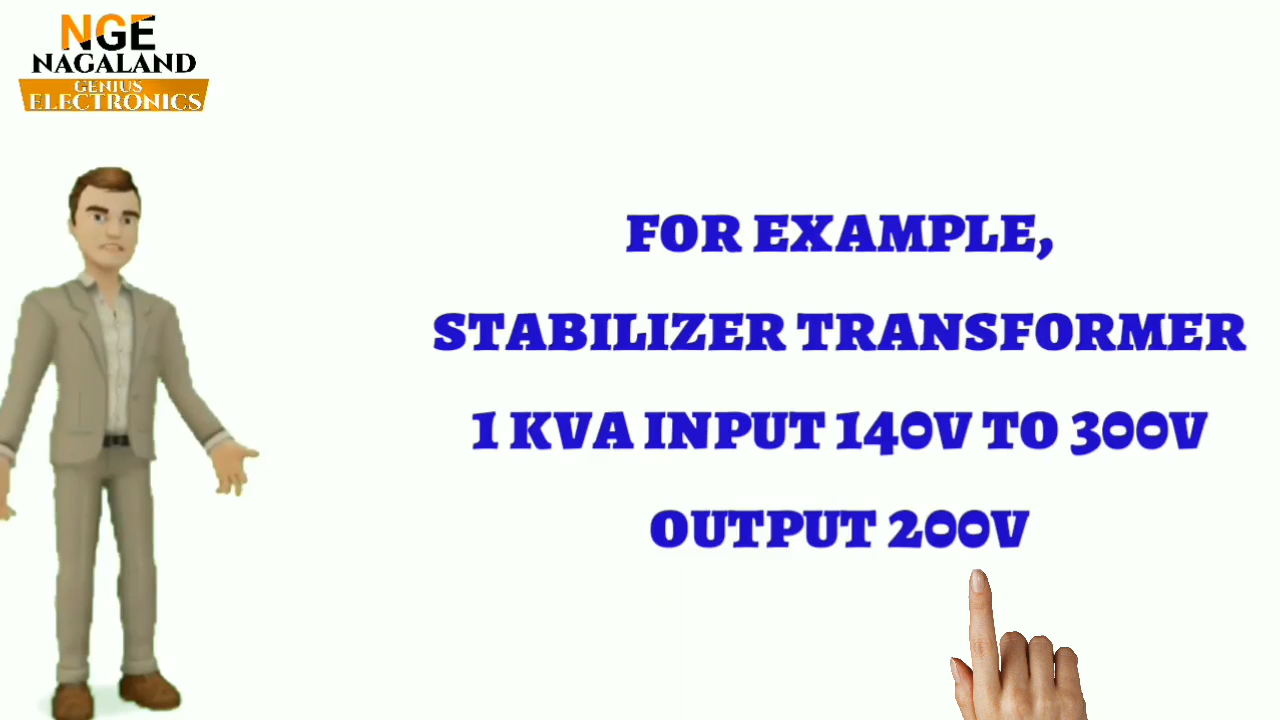 NGE
NAGALAND
GENIUS
ELECTRONICS
FOR EXAMPLE,
STABILIZER TRANSFORMER
1 KVA INPUT 140V TO 300V
OUTPUT 200V